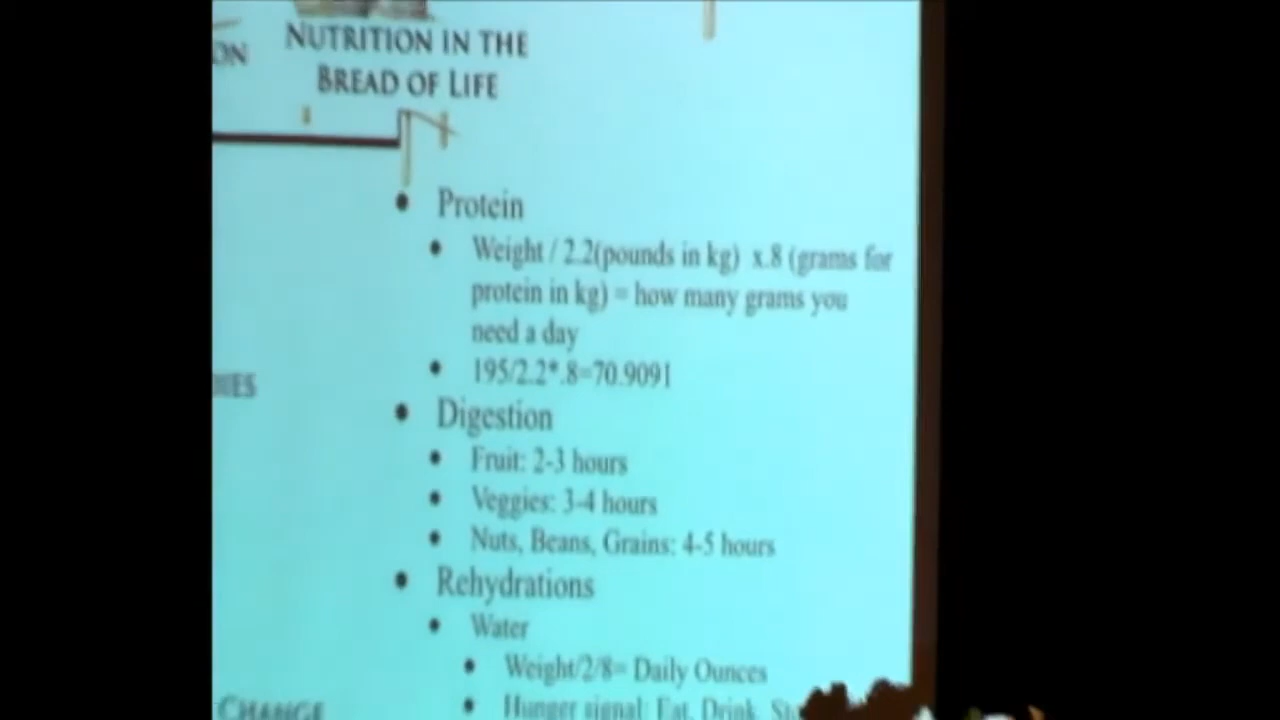 NUTRITION IN THE
BREAD OF LIFE
ON
• Protein
• Weight / 2.2(pounds in kg) x.8 (grams for
protein in kg) = how many grams you
need a day
• 195/2.2*.8=70.9091
• Digestion
• Fruit: 2-3 hours
• Veggies: 3-4 hours
• Nuts, Beans, Grains: 4-5 hours
• Rehydrations
• Water
• Weight/2/8= Daily Ounces
• Hunger signal: Eat, Drink,
CHANGE